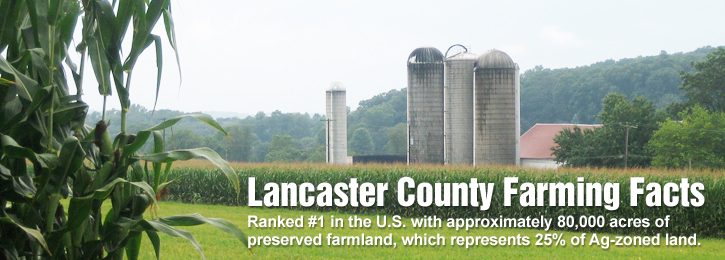 Lancaster County Farming Facts
Ranked #1 in the U.S. with approximately 80,000 acres of
preserved farmland, which represents 25% of Ag-zoned land.